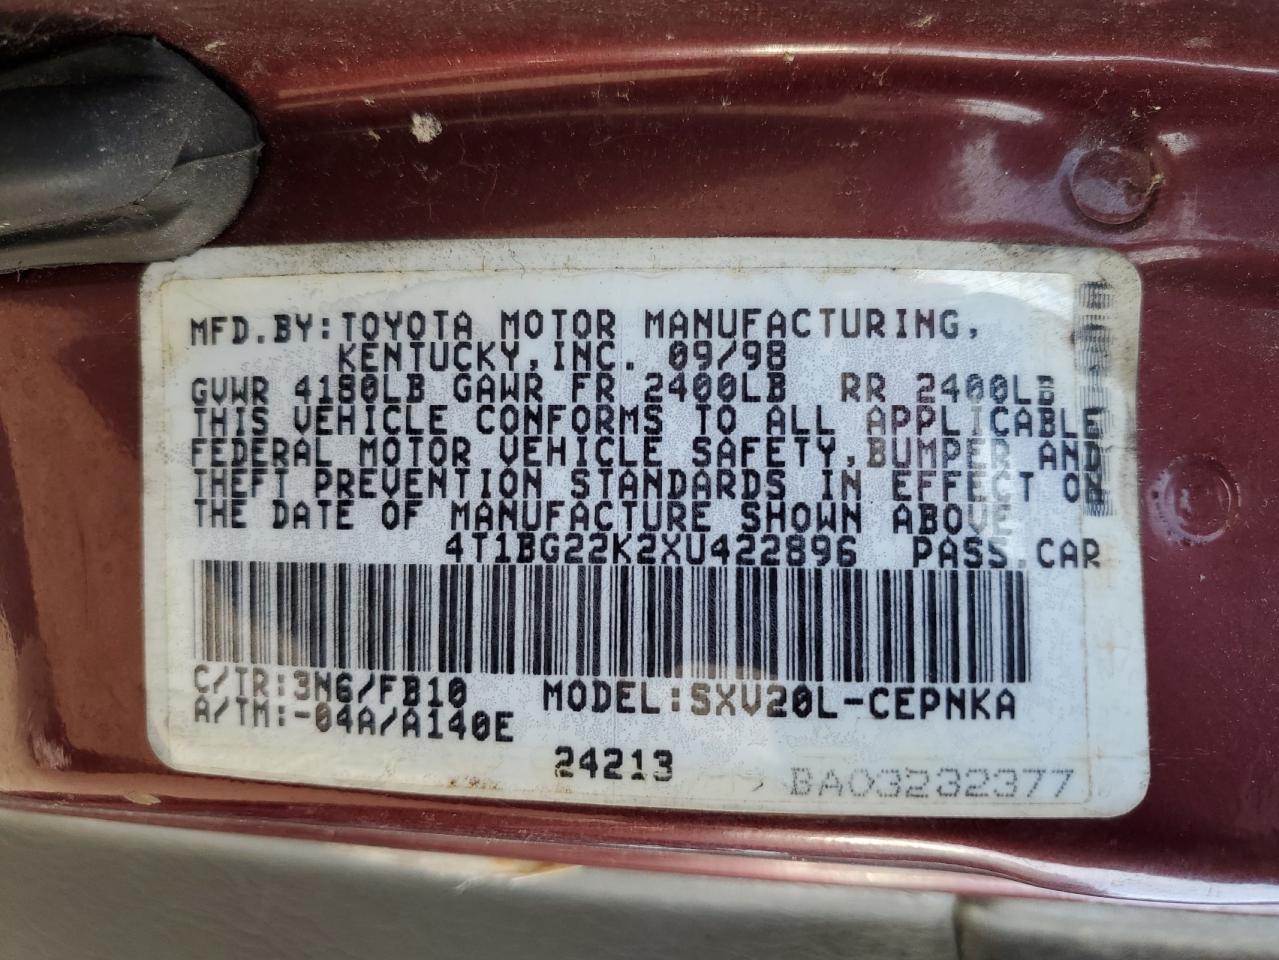 MFD.BY:TOYOTA MOTOR MANUFACTURING,
KENTUCKY,INC. 09/98
GVWR 4180LB GAWR FR 2400LB RR 2400LB
THIS VEHICLE CONFORMS TO ALL APPLICABLE
FEDERAL MOTOR VEHICLE SAFETY,BUMPER AND
THEFT PREVENTION STANDARDS IN EFFECT ON
THE DATE OF MANUFACTURE SHOWN ABOVE
4T1BG22K2XU422896 PASS.CAR
C/TR:3N6/FB10 MODEL:SXV20L-CEPNKA
A/TM:-04A/A140E
24213
BA03232377